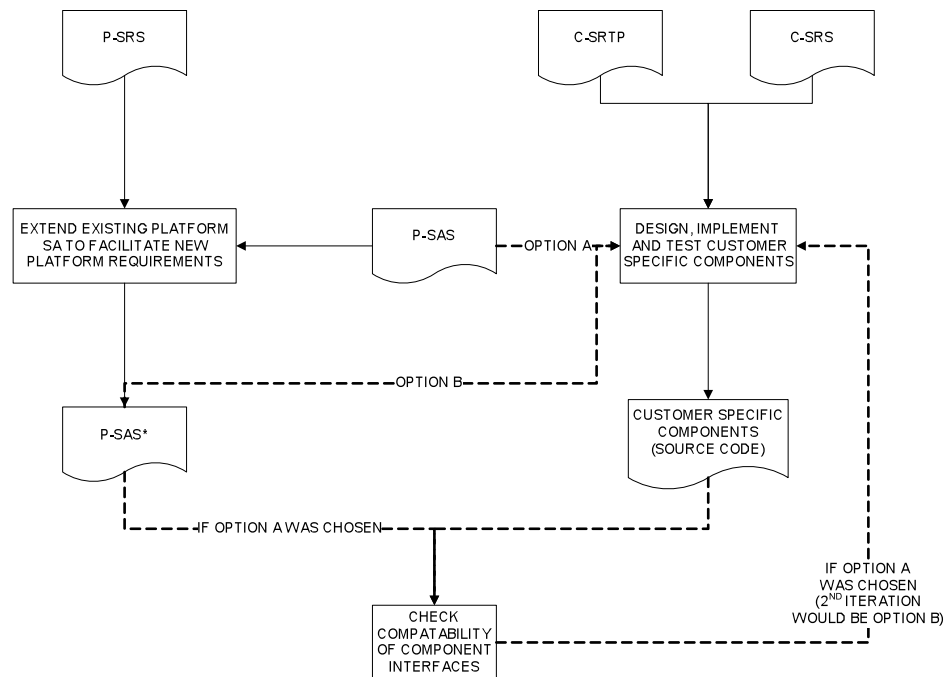 P-SRS
C-SRTP
C-SRS
EXTEND EXISTING PLATFORM
SA TO FACILITATE NEW
PLATFORM REQUIREMENTS
P-SAS
OPTION A
DESIGN, IMPLEMENT
AND TEST CUSTOMER
SPECIFIC COMPONENTS
OPTION B
P-SAS*
CUSTOMER SPECIFIC
COMPONENTS
(SOURCE CODE)
IF OPTION A WAS CHOSEN
IF OPTION A
WAS CHOSEN
(2ND ITERATION
WOULD BE OPTION B)
CHECK
COMPATABILITY
OF COMPONENT
INTERFACES